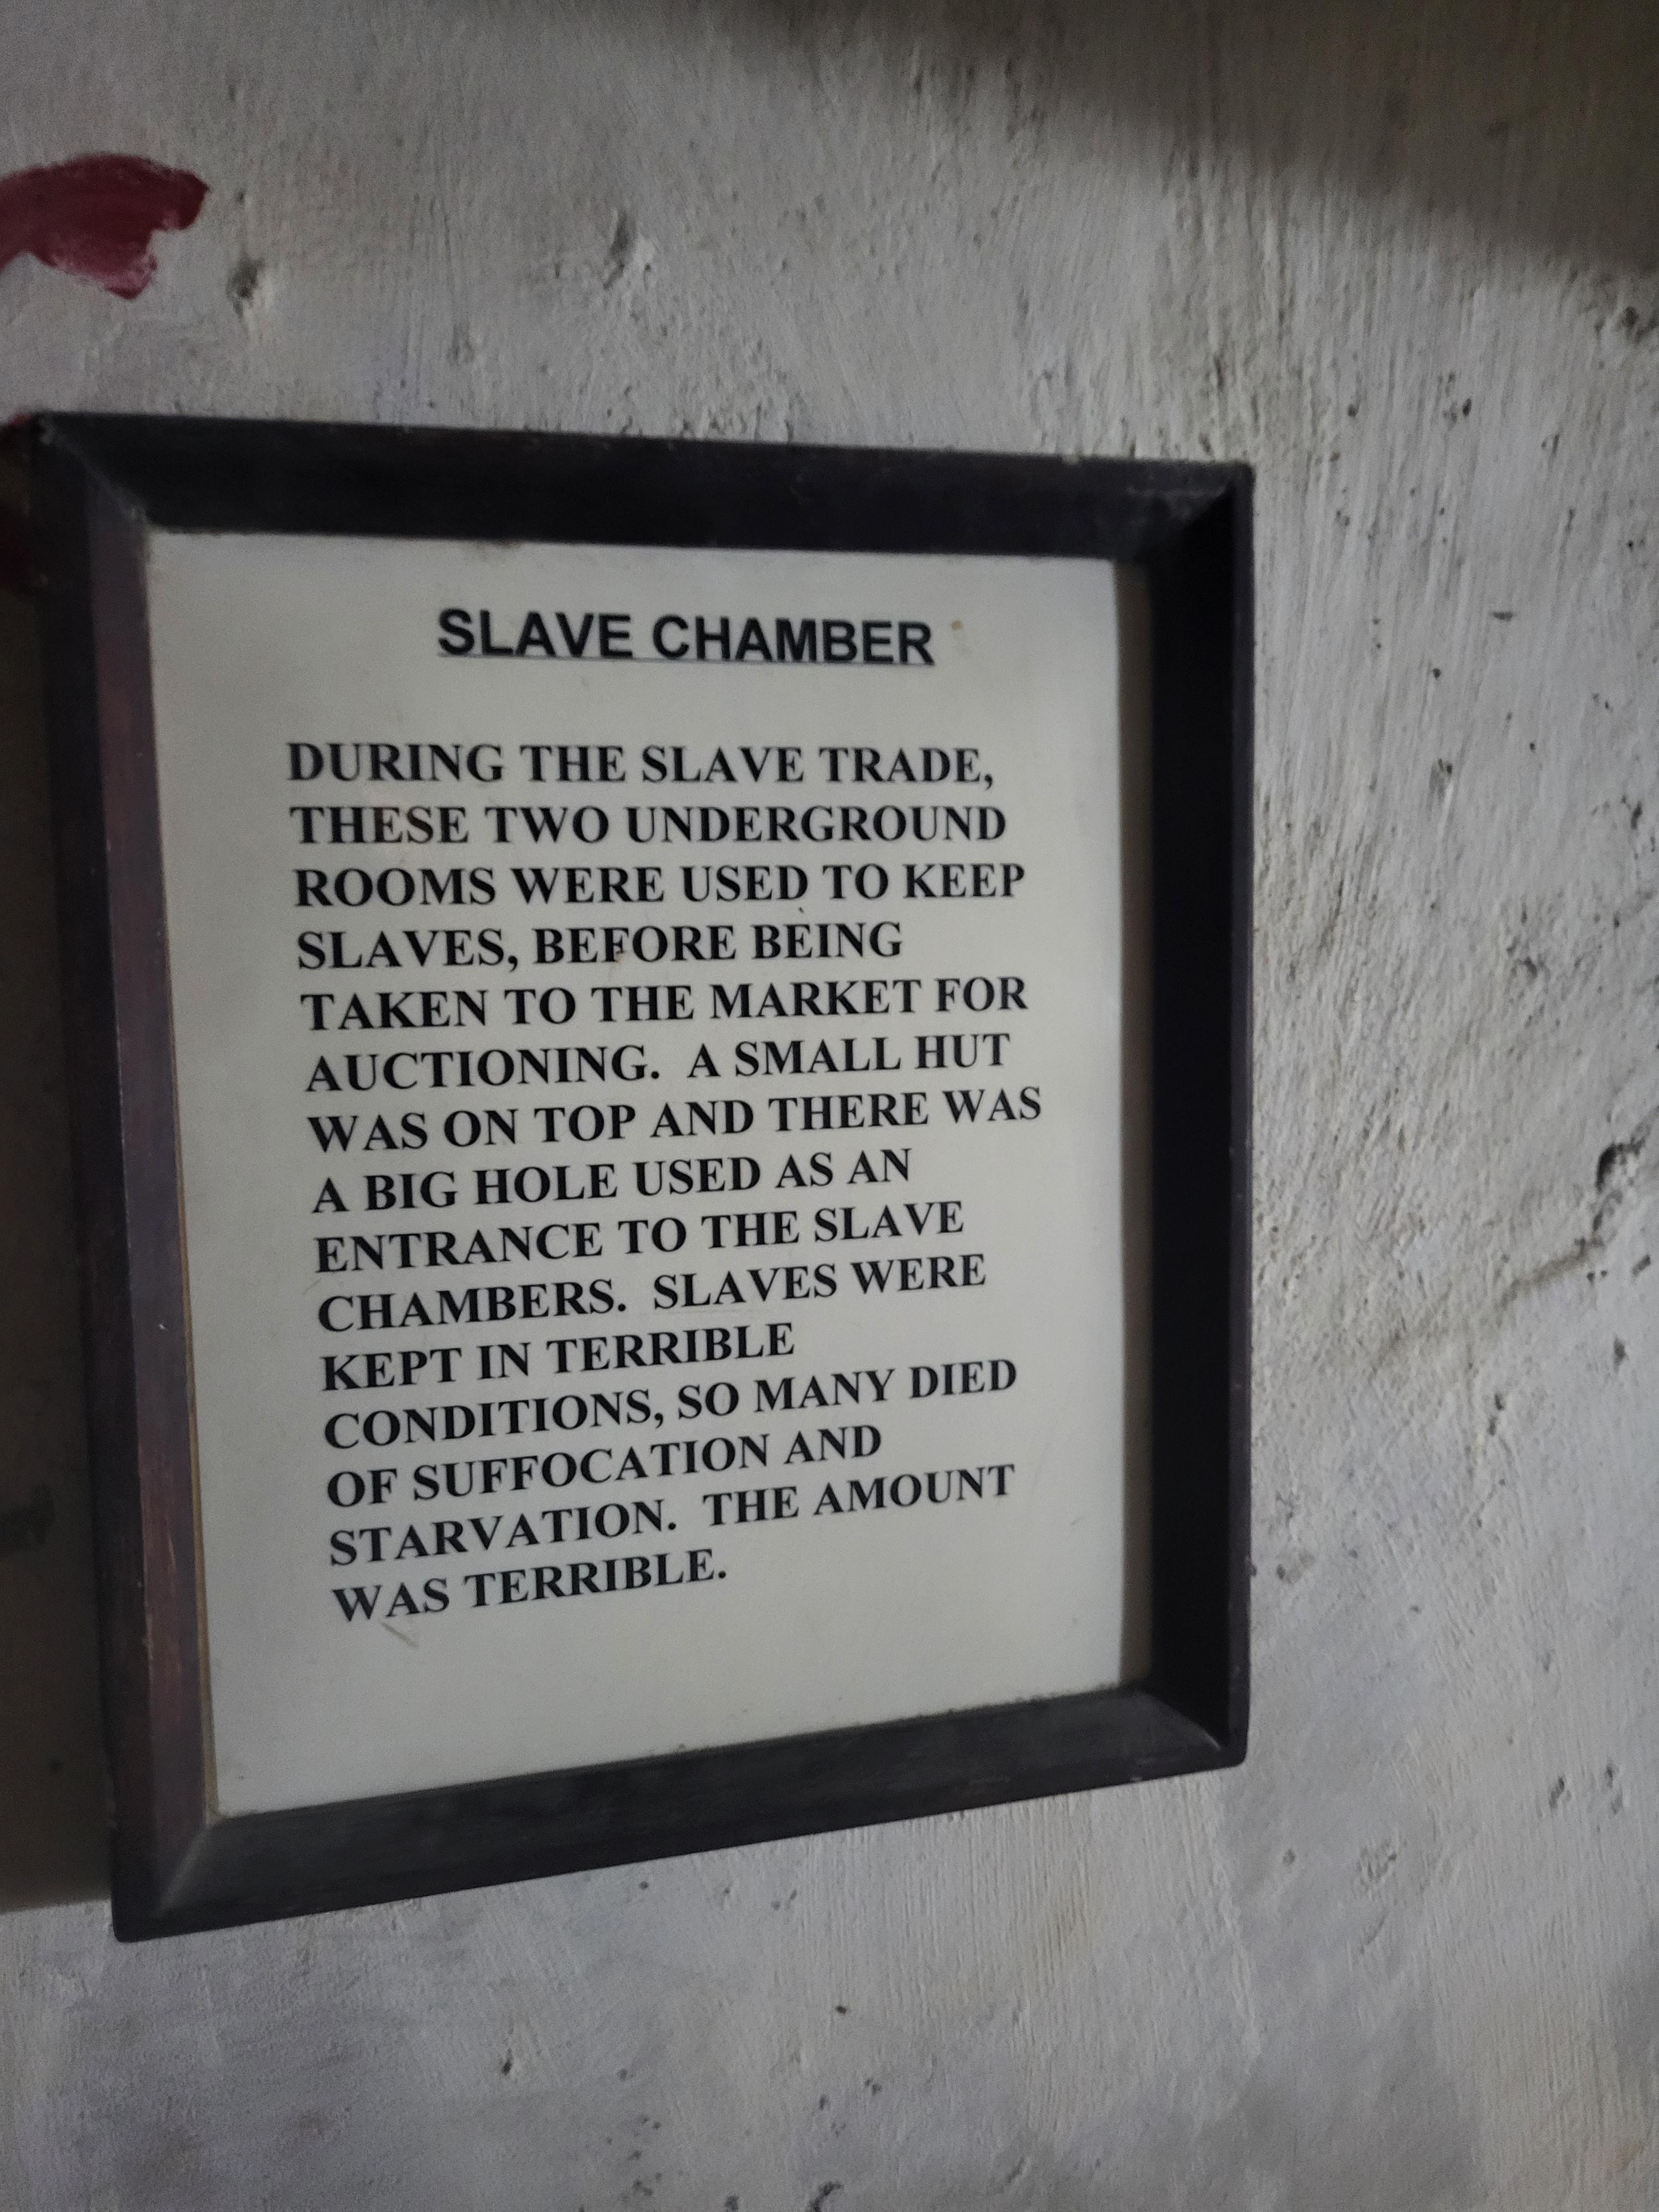 SLAVE CHAMBER
DURING THE SLAVE TRADE,
THESE TWO UNDERGROUND
ROOMS WERE USED TO KEEP
SLAVES, BEFORE BEING
TAKEN TO THE MARKET FOR
AUCTIONING. A SMALL HUT
WAS ON TOP AND THERE WAS
A BIG HOLE USED AS AN
ENTRANCE TO THE SLAVE
CHAMBERS. SLAVES WERE
KEPT IN TERRIBLE
CONDITIONS, SO MANY DIED
OF SUFFOCATION AND
STARVATION. THE AMOUNT
WAS TERRIBLE.